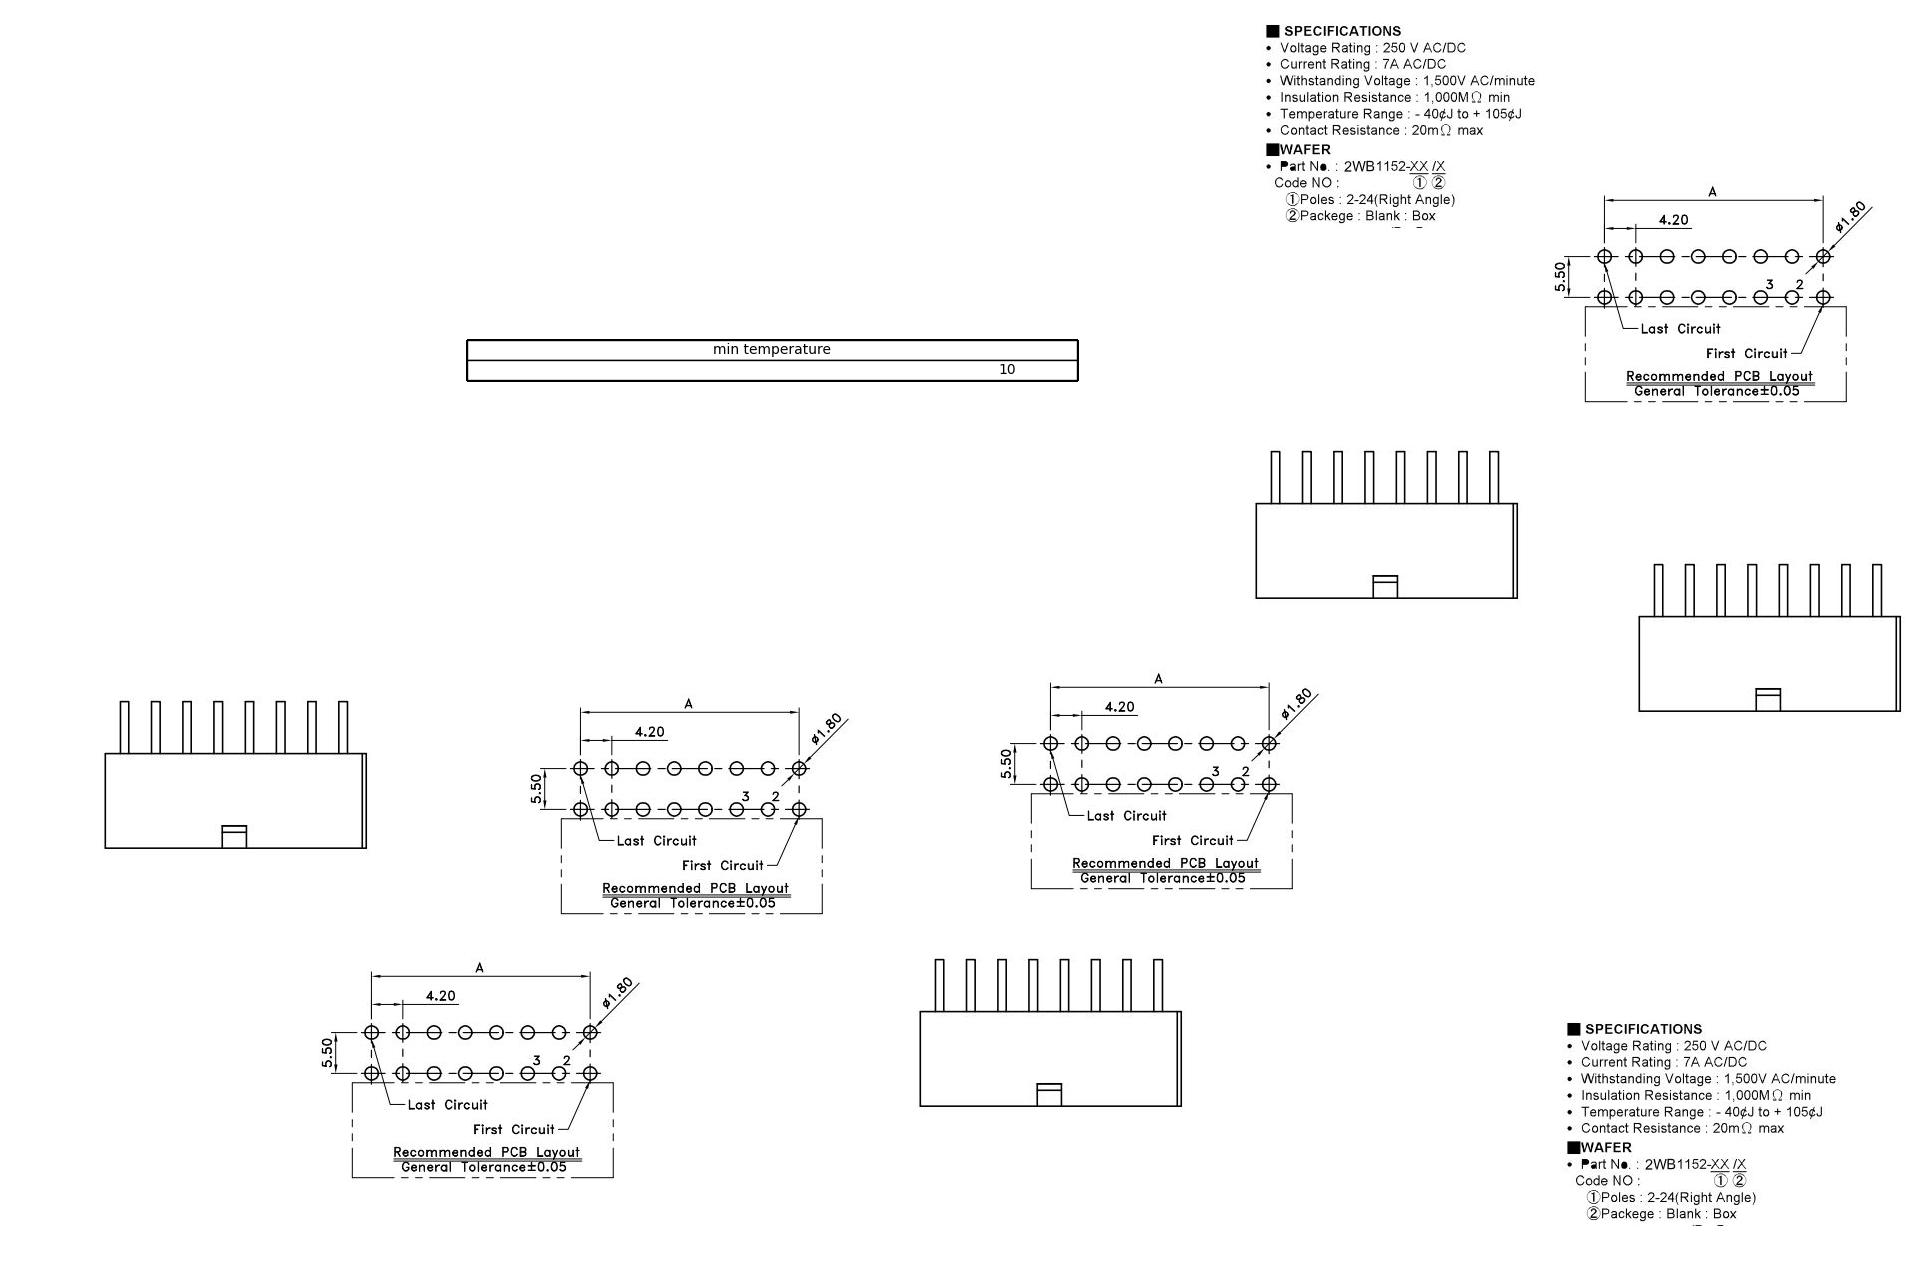 ■ SPECIFICATIONS
• Voltage Rating : 250 V AC/DC
• Current Rating : 7A AC/DC
• Withstanding Voltage : 1,500V AC/minute
• Insulation Resistance : 1,000MΩ min
• Temperature Range : - 40¢J to + 105¢J
• Contact Resistance : 20mΩ max
■WAFER
• Part No. : 2WB1152-XX /X
Code NO : ① ②
①Poles : 2-24(Right Angle)
②Packege : Blank : Box
A
4.20
ø1.80
5.50
3 2
Last Circuit
First Circuit
Recommended PCB Layout
General Tolerance±0.05
min temperature
10
A
4.20
ø1.80
5.50
3 2
Last Circuit
First Circuit
Recommended PCB Layout
General Tolerance±0.05
A
4.20
ø1.80
5.50
3 2
Last Circuit
First Circuit
Recommended PCB Layout
General Tolerance±0.05
A
4.20
ø1.80
5.50
3 2
Last Circuit
First Circuit
Recommended PCB Layout
General Tolerance±0.05
■ SPECIFICATIONS
• Voltage Rating : 250 V AC/DC
• Current Rating : 7A AC/DC
• Withstanding Voltage : 1,500V AC/minute
• Insulation Resistance : 1,000MΩ min
• Temperature Range : - 40¢J to + 105¢J
• Contact Resistance : 20mΩ max
■WAFER
• Part No. : 2WB1152-XX /X
Code NO : ① ②
①Poles : 2-24(Right Angle)
②Packege : Blank : Box